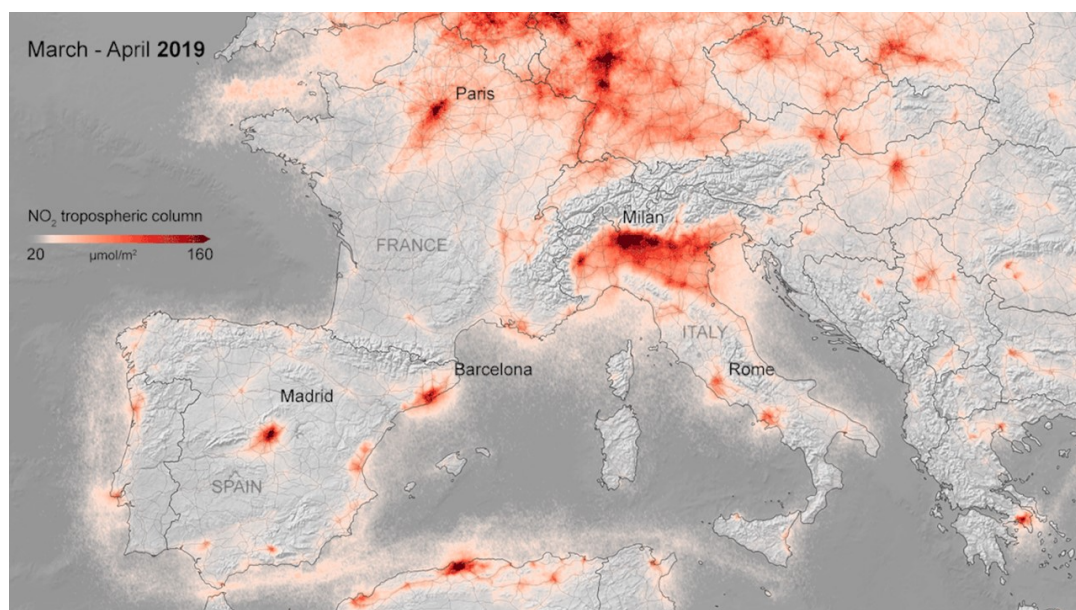 March - April 2019
Paris
NO₂ tropospheric column
20 µmol/m² 160
Milan
FRANCE
ITALY
Barcelona
Rome
Madrid
SPAIN